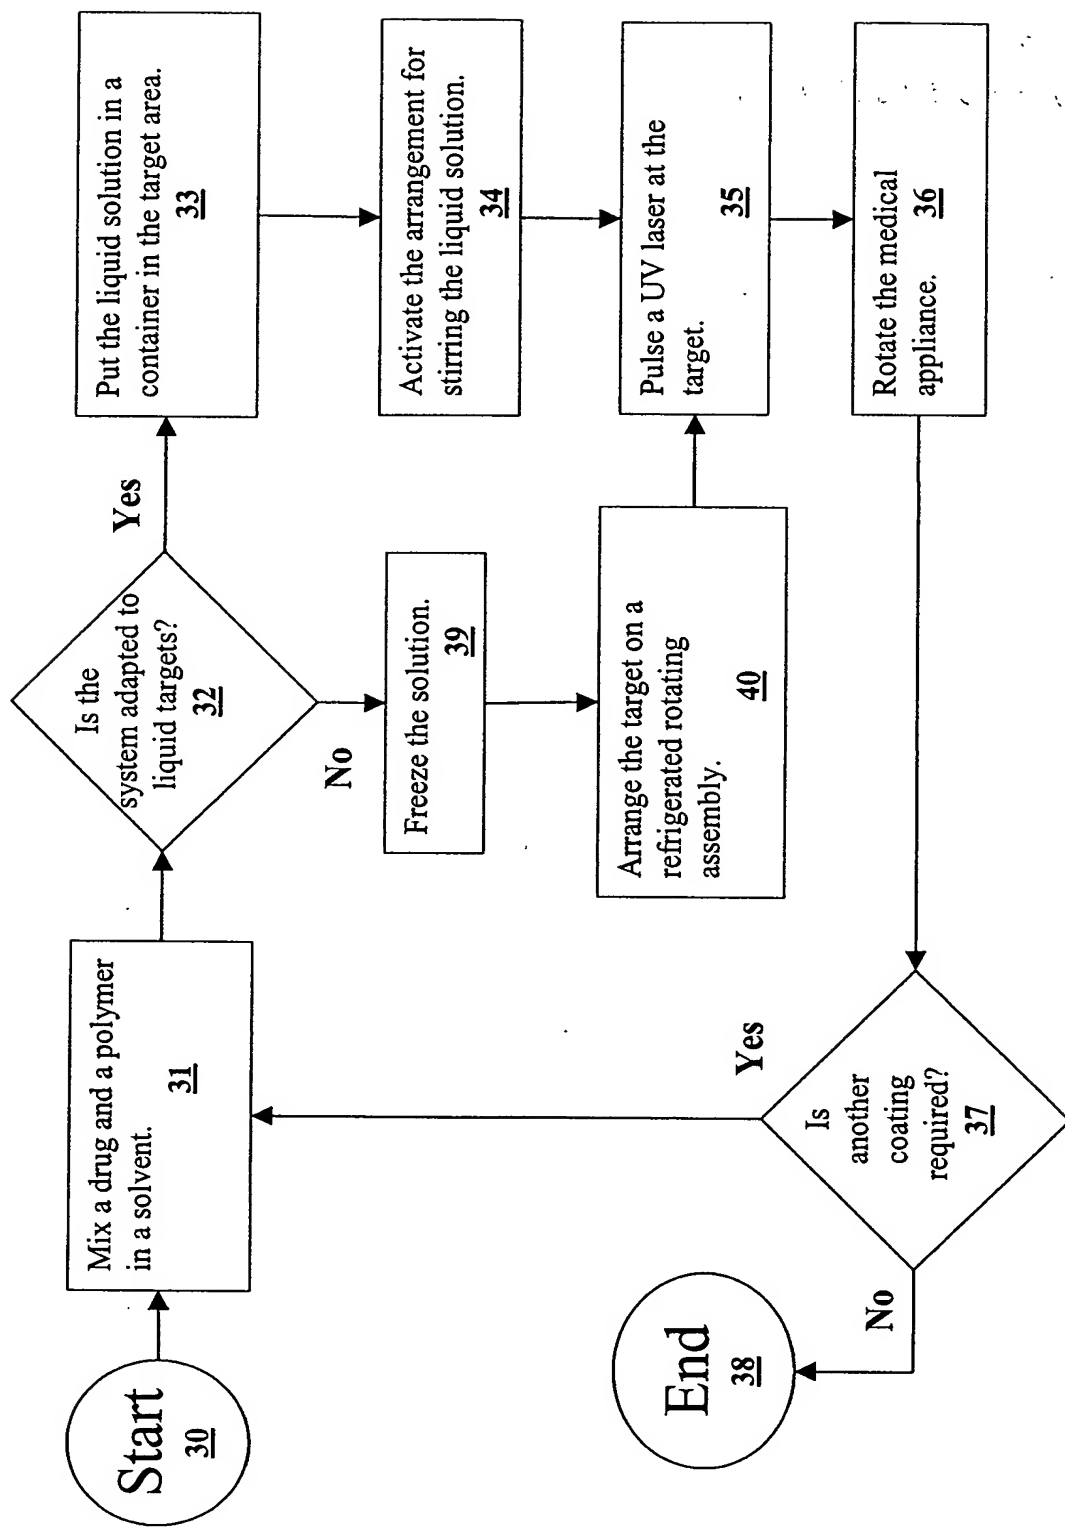 Start
30
Mix a drug and a polymer
in a solvent.
31
Is the
system adapted to
liquid targets?
32
Yes
No
Put the liquid solution in a
container in the target area.
33
Activate the arrangement for
stirring the liquid solution.
34
Freeze the solution.
39
Arrange the target on a
refrigerated rotating
assembly.
40
Pulse a UV laser at the
target.
35
Rotate the medical
appliance.
36
Is
another
coating
required?
37
Yes
No
End
38